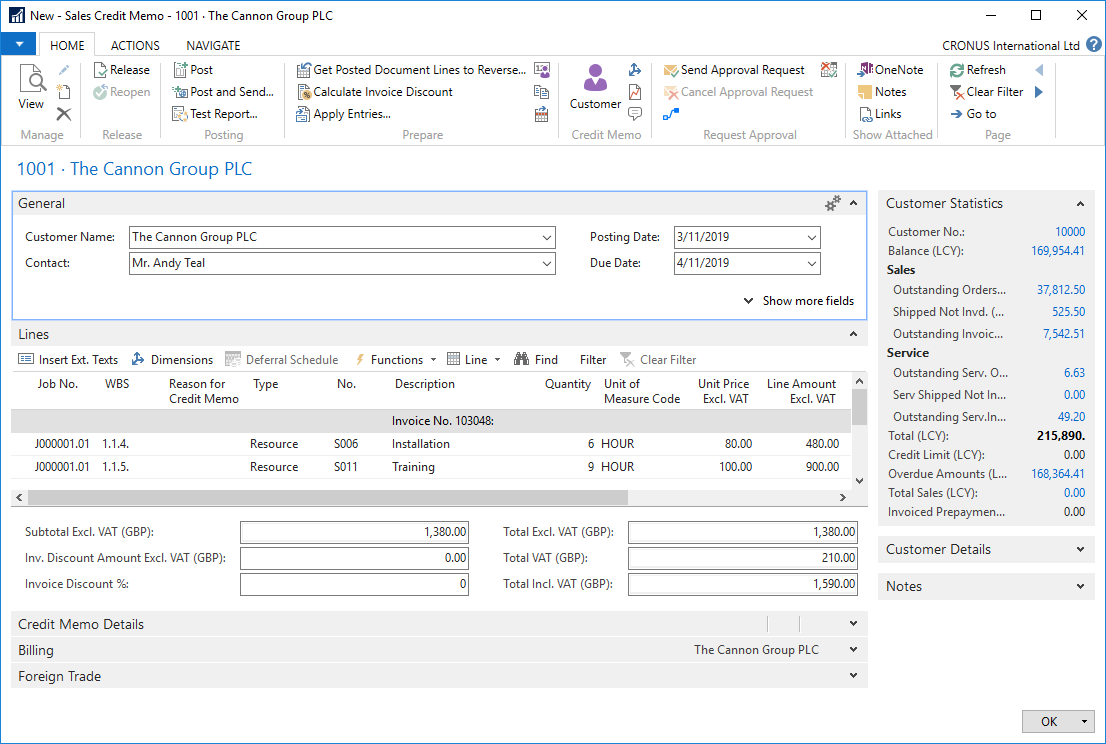 New - Sales Credit Memo - 1001 · The Cannon Group PLC
HOME ACTIONS NAVIGATE CRONUS International Ltd ?
View
Manage
Release
Reopen
Release
Post
Post and Send...
Test Report...
Posting
Get Posted Document Lines to Reverse...
Calculate Invoice Discount
Apply Entries...
Prepare
Customer
Credit Memo
Send Approval Request
Cancel Approval Request
Request Approval
OneNote
Notes
Links
Show Attached
Refresh
Clear Filter
Go to
Page
1001 · The Cannon Group PLC
General
Customer Name: The Cannon Group PLC Posting Date: 3/11/2019
Contact: Mr. Andy Teal Due Date: 4/11/2019
Show more fields
Lines
Insert Ext. Texts Dimensions Deferral Schedule Functions Line Find Filter Clear Filter
Job No. WBS Reason for Credit Memo Type No. Description Quantity Unit of Measure Code Unit Price Excl. VAT Line Amount Excl. VAT
Invoice No. 103048:
J000001.01 1.1.4. Resource S006 Installation 6 HOUR 80.00 480.00
J000001.01 1.1.5. Resource S011 Training 9 HOUR 100.00 900.00
Subtotal Excl. VAT (GBP): 1,380.00 Total Excl. VAT (GBP): 1,380.00
Inv. Discount Amount Excl. VAT (GBP): 0.00 Total VAT (GBP): 210.00
Invoice Discount %: 0 Total Incl. VAT (GBP): 1,590.00
Credit Memo Details
Billing The Cannon Group PLC
Foreign Trade
Customer Statistics
Customer No.: 10000
Balance (LCY): 169,954.41
Sales
Outstanding Orders... 37,812.50
Shipped Not Invd. (... 525.50
Outstanding Invoic... 7,542.51
Service
Outstanding Serv. O... 6.63
Serv Shipped Not In... 0.00
Outstanding Serv.In... 49.20
Total (LCY): 215,890.
Credit Limit (LCY): 0.00
Overdue Amounts (L... 168,364.41
Total Sales (LCY): 0.00
Invoiced Prepaymen... 0.00
Customer Details
Notes
OK